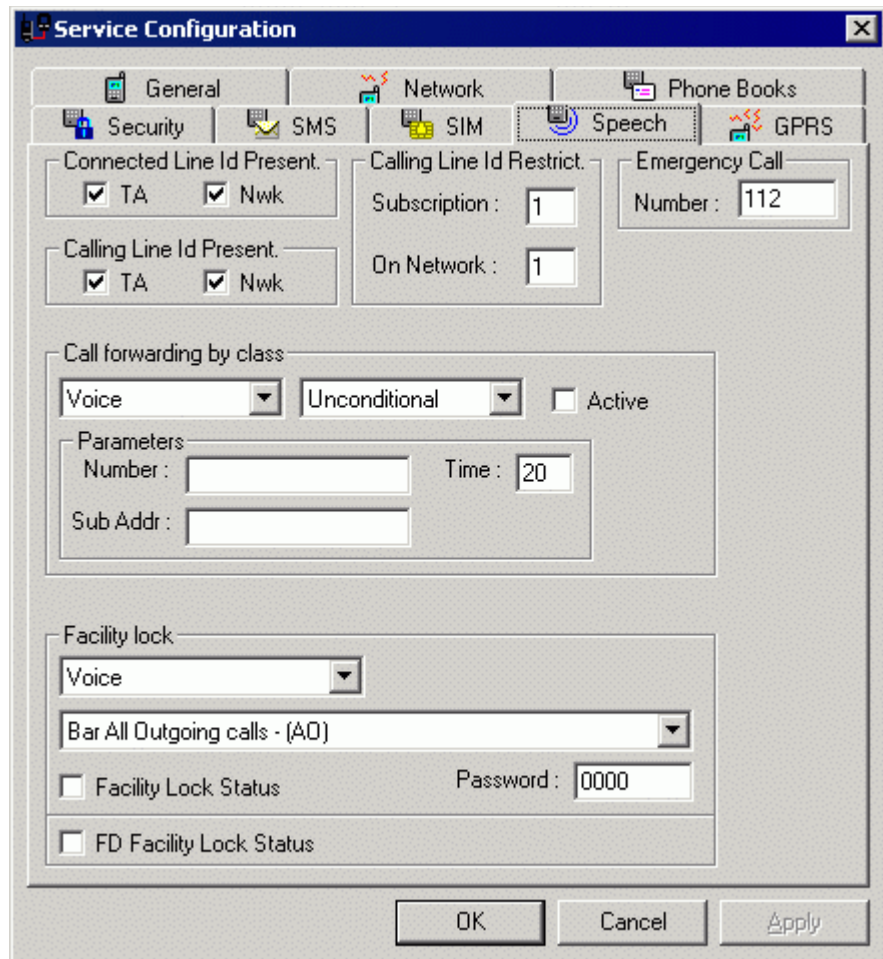 Service Configuration
General Network Phone Books
Security SMS SIM Speech GPRS
Connected Line Id Present.
TA Nwk
Calling Line Id Present.
TA Nwk
Calling Line Id Restrict.
Subscription : 1
On Network : 1
Emergency Call
Number : 112
Call forwarding by class
Voice Unconditional Active
Parameters
Number : Time : 20
Sub Addr :
Facility lock
Voice
Bar All Outgoing calls - (AO)
Facility Lock Status Password : 0000
FD Facility Lock Status
OK Cancel Apply